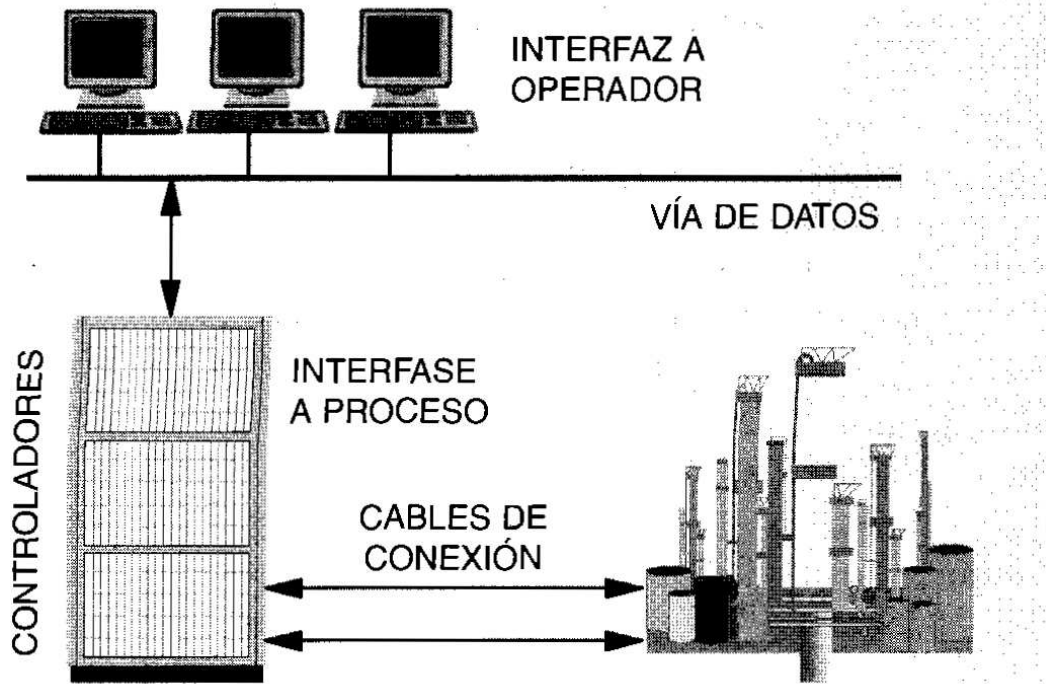 INTERFAZ A
OPERADOR
VÍA DE DATOS
CONTROLADORES
INTERFASE
A PROCESO
CABLES DE
CONEXIÓN